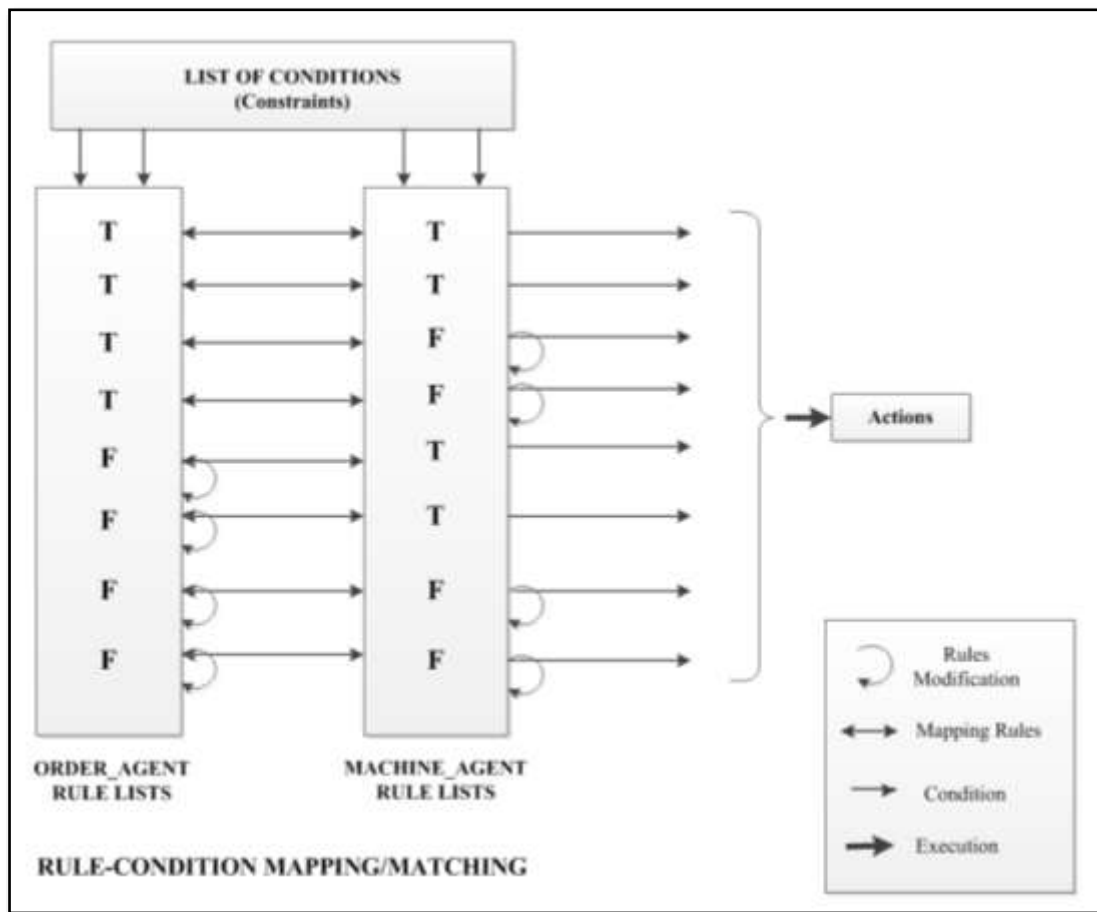 LIST OF CONDITIONS
(Constraints)
T T
T T
T F
T F
F T
F T
F F
F F
Actions
Rules
Modification
Mapping Rules
Condition
Execution
ORDER_AGENT
RULE LISTS
MACHINE_AGENT
RULE LISTS
RULE-CONDITION MAPPING/MATCHING